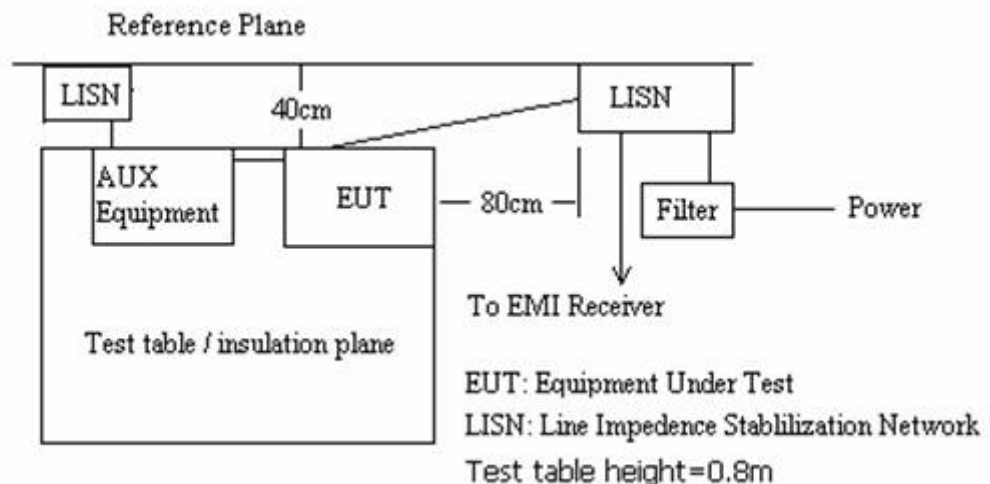 Reference Plane
LISN
40cm
LISN
AUX
Equipment
EUT
80cm
Filter
Power
To EMI Receiver
Test table / insulation plane
EUT: Equipment Under Test
LISN: Line Impedence Stablilization Network
Test table height=0.8m